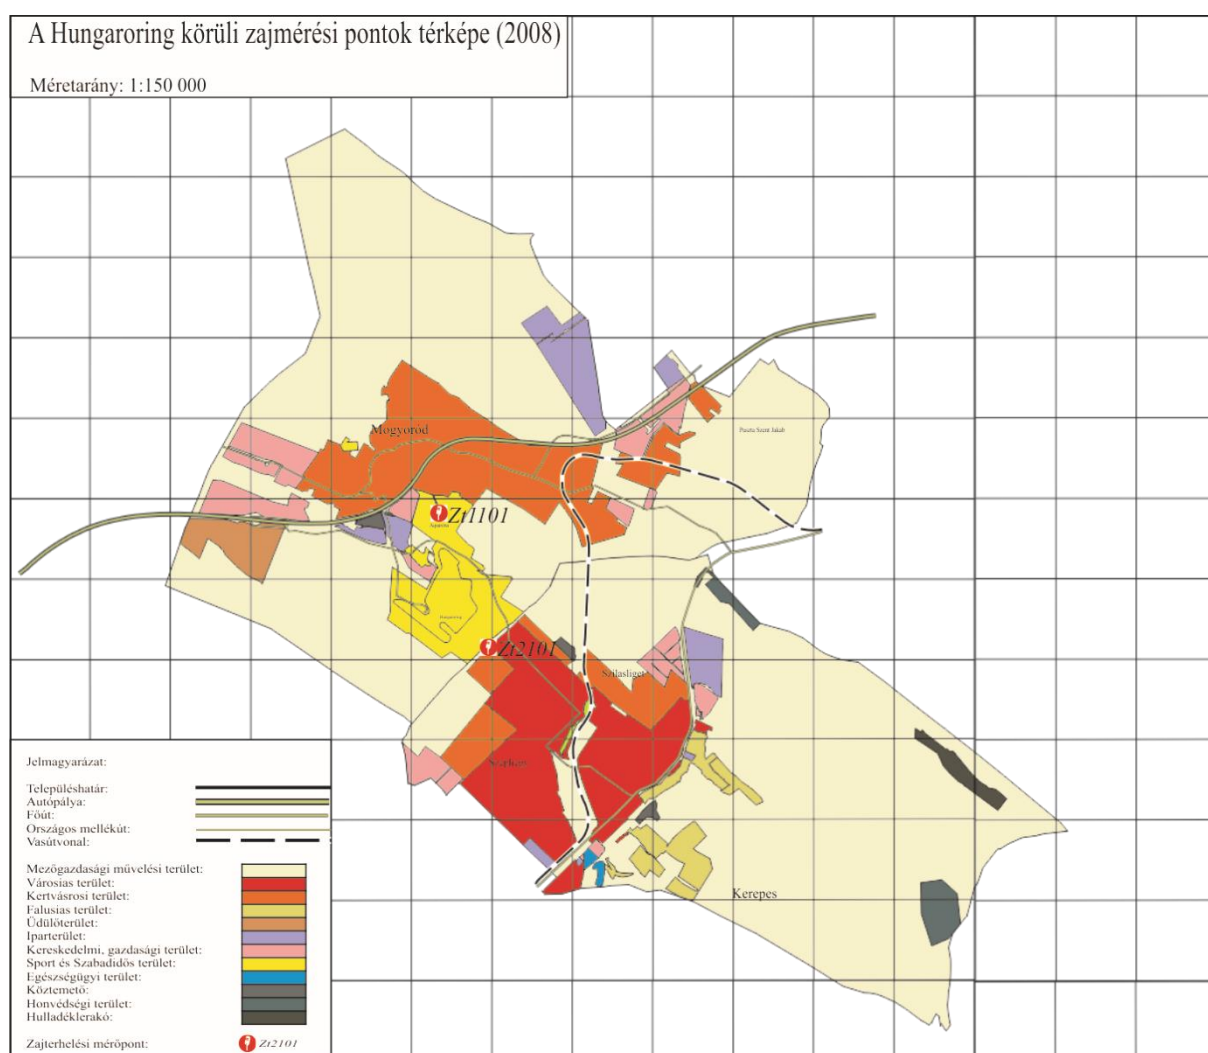 A Hungaroring körüli zajmérési pontok térképe (2008)
Méretarány: 1:150 000
Mogyoród
Puszta Szent Jakab
Zt1101
Zt2101
Szilasliget
Kerepes
Jelmagyarázat:
Településhatár:
Autópálya:
Főút:
Országos mellékút:
Vasútvonal:
Mezőgazdasági művelési terület:
Városias terület:
Kertvásrosi terület:
Falusias terület:
Üdülőterület:
Iparterület:
Kereskedelmi, gazdasági terület:
Sport és Szabadidős terület:
Egészségügyi terület:
Köztemető:
Honvédségi terület:
Hulladéklerakó:
Zajterhelési mérőpont:
Zt2101